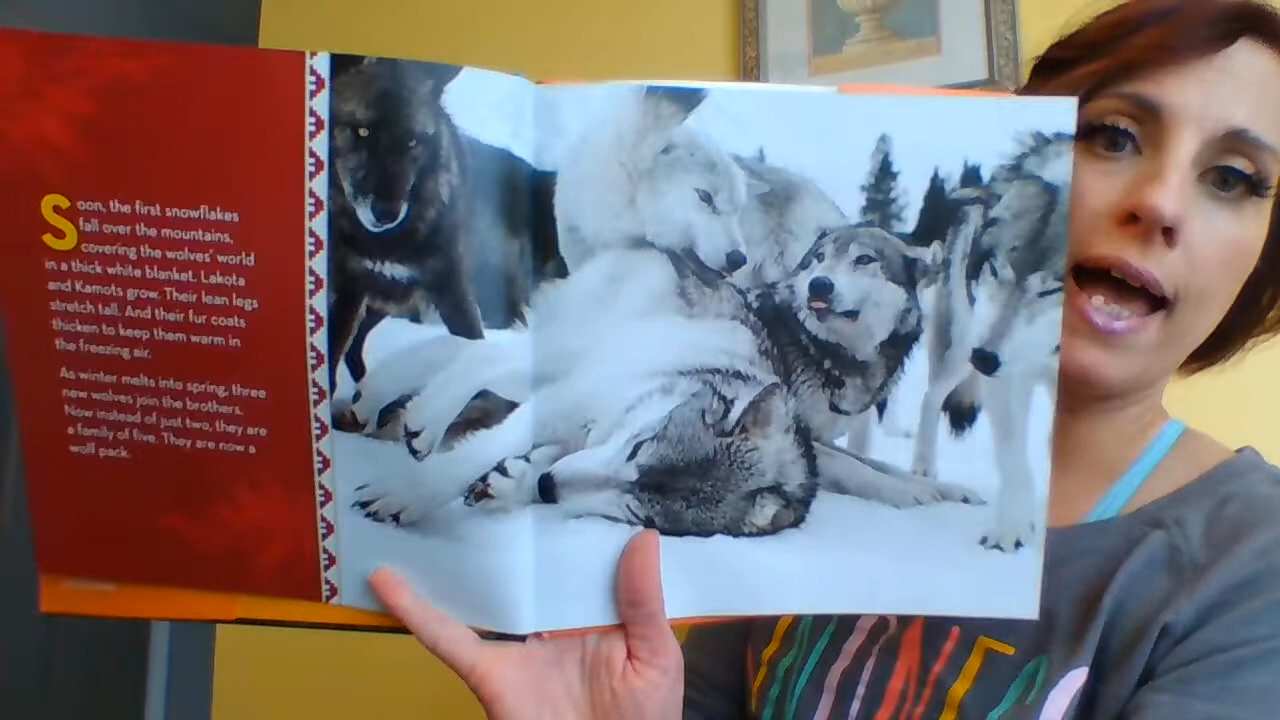 Soon, the first snowflakes
fall over the mountains,
covering the wolves' world
in a thick white blanket. Lakota
and Kamots grow. Their lean legs
stretch tall. And their fur coats
thicken to keep them warm in
the freezing air.
As winter melts into spring, three
new wolves join the brothers.
Now instead of just two, they are
a family of five. They are now a
wolf pack.